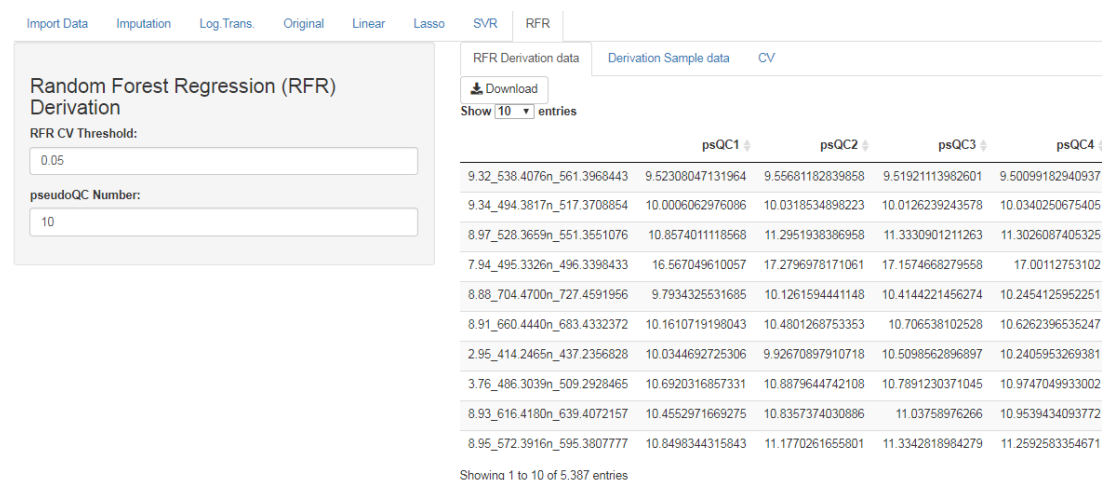 Import Data Imputation Log.Trans. Original Linear Lasso SVR RFR
Random Forest Regression (RFR)
Derivation
RFR CV Threshold:
0.05
pseudoQC Number:
10
RFR Derivation data Derivation Sample data CV
Download
Show 10 entries
psQC1 psQC2 psQC3 psQC4
9.32_538.4076n_561.3968443 9.52308047131964 9.55681182839858 9.51921113982601 9.50099182940937
9.34_494.3817n_517.3708854 10.0006062976086 10.0318534898223 10.0126239243578 10.0340250675405
8.97_528.3659n_551.3551076 10.8574011118568 11.2951938386958 11.3330901211263 11.3026087405325
7.94_495.3326n_496.3398433 16.567049610057 17.2796978171061 17.1574668279558 17.00112753102
8.88_704.4700n_727.4591956 9.7934325531685 10.1261594441148 10.4144221456274 10.2454125952251
8.91_660.4440n_683.4332372 10.1610719198043 10.4801268753353 10.706538102528 10.6262396535247
2.95_414.2465n_437.2356828 10.0344692725306 9.92670897910718 10.5098562896897 10.2405953269381
3.76_486.3039n_509.2928465 10.6920316857331 10.8879644742108 10.7891230371045 10.9747049933002
8.93_616.4180n_639.4072157 10.4552971669275 10.8357374030886 11.03758976266 10.9539434093772
8.95_572.3916n_595.3807777 10.8498344315843 11.1770261655801 11.3342818984279 11.2592583354671
Showing 1 to 10 of 5,387 entries